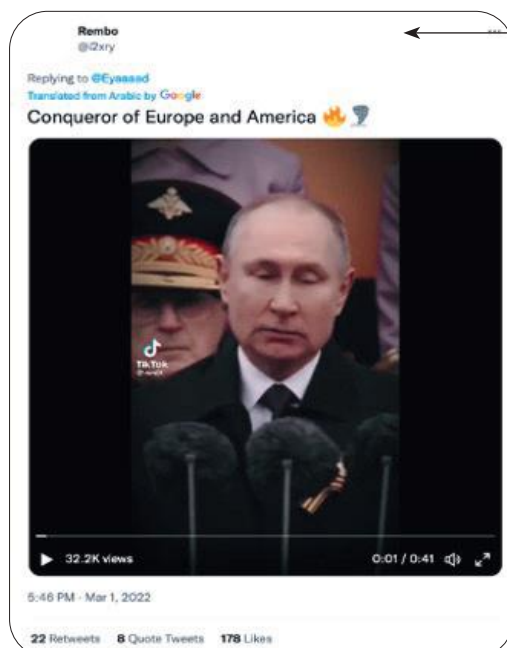 Rembo
@i2xry
Replying to @Eyaaaad
Translated from Arabic by Google
Conqueror of Europe and America 🔥🌪️
TikTok
32.2K views
0:01 / 0:41
5:46 PM · Mar 1, 2022
22 Retweets 8 Quote Tweets 178 Likes